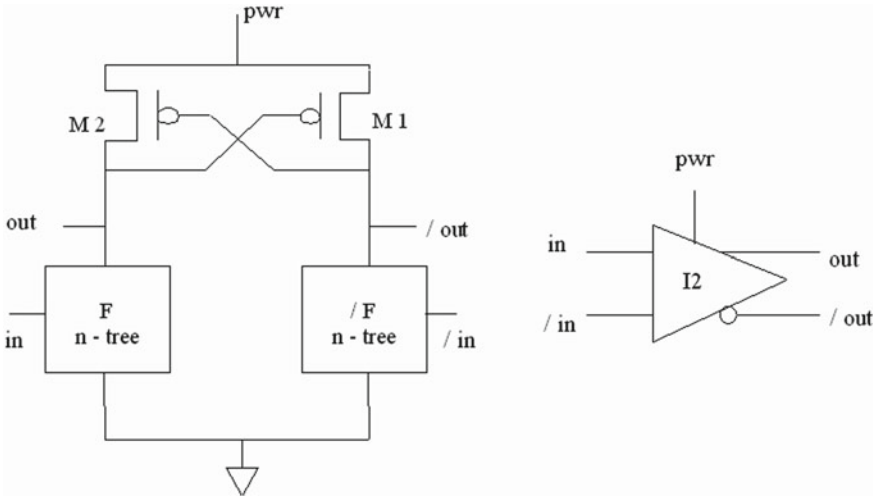 pwr
M 2
M 1
out
/ out
F
n - tree
/ F
n - tree
in
/ in
pwr
in
/ in
I2
out
/ out